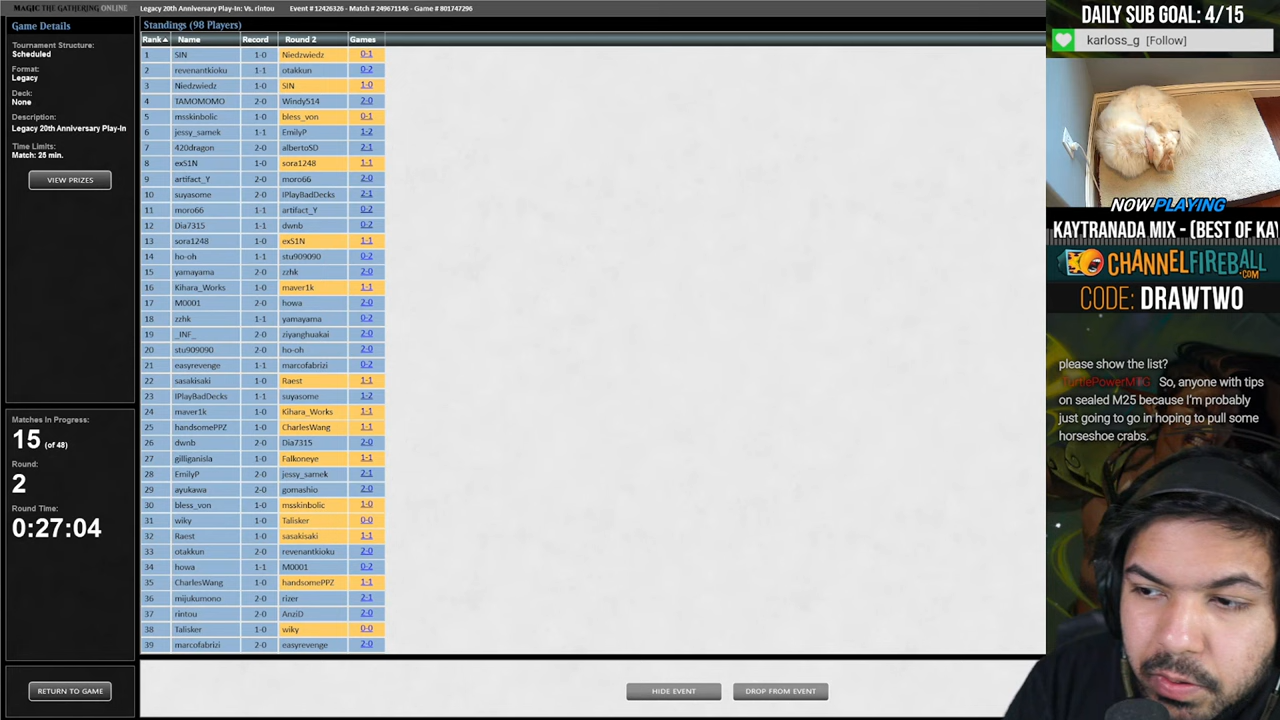 MAGIC THE GATHERING ONLINE
Legacy 20th Anniversary Play-In: Vs. rintou Event # 12426326 - Match # 249671146 - Game # 801747296
Game Details
Tournament Structure:
Scheduled
Format:
Legacy
Deck:
None
Description:
Legacy 20th Anniversary Play-In
Time Limits:
Match: 25 min.
VIEW PRIZES
Matches In Progress:
15 (of 48)
Round:
2
Round Time:
0:27:04
RETURN TO GAME
Standings (98 Players)
Rank Name Record Round 2 Games
1 SIN 1-0 Niedzwiedz 0-1
2 revenantkioku 1-1 otakkun 0-2
3 Niedzwiedz 1-0 SIN 1-0
4 TAMOMOMO 2-0 Windy514 2-0
5 msskinbolic 1-0 bless_von 0-1
6 jessy_samek 1-1 EmilyP 1-2
7 420dragon 2-0 albertoSD 2-1
8 exS1N 1-0 sora1248 1-1
9 artifact_Y 2-0 moro66 2-0
10 suyasome 2-0 IPlayBadDecks 2-1
11 moro66 1-1 artifact_Y 0-2
12 Dia7315 1-1 dwnb 0-2
13 sora1248 1-0 exS1N 1-1
14 ho-oh 1-1 stu909090 0-2
15 yamayama 2-0 zzhk 2-0
16 Kihara_Works 1-0 maver1k 1-1
17 M0001 2-0 howa 2-0
18 zzhk 1-1 yamayama 0-2
19 _INF_ 2-0 ziyanghuakai 2-0
20 stu909090 2-0 ho-oh 2-0
21 easyrevenge 1-1 marcofabrizi 0-2
22 sasakisaki 1-0 Raest 1-1
23 IPlayBadDecks 1-1 suyasome 1-2
24 maver1k 1-0 Kihara_Works 1-1
25 handsomePPZ 1-0 CharlesWang 1-1
26 dwnb 2-0 Dia7315 2-0
27 gilliganisla 1-0 Falkoneye 1-1
28 EmilyP 2-0 jessy_samek 2-1
29 ayukawa 2-0 gomashio 2-0
30 bless_von 1-0 msskinbolic 1-0
31 wiky 1-0 Talisker 0-0
32 Raest 1-0 sasakisaki 1-1
33 otakkun 2-0 revenantkioku 2-0
34 howa 1-1 M0001 0-2
35 CharlesWang 1-0 handsomePPZ 1-1
36 mijukumono 2-0 rizer 2-1
37 rintou 2-0 AnziD 2-0
38 Talisker 1-0 wiky 0-0
39 marcofabrizi 2-0 easyrevenge 2-0
HIDE EVENT DROP FROM EVENT
DAILY SUB GOAL: 4/15
karloss_g [Follow]
NOW PLAYING
KAYTRANADA MIX - (BEST OF KAY
CHANNELFIREBALL.COM
CODE: DRAWTWO
please show the list?
So, anyone with tips
on sealed M25 because I'm probably
just going to go in hoping to pull some
horseshoe crabs.